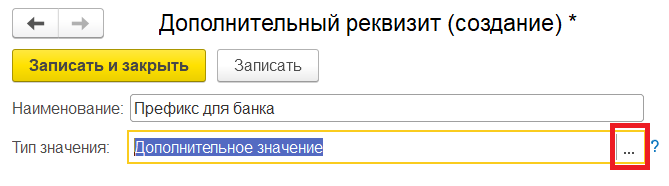 Дополнительный реквизит (создание) *
Записать и закрыть Записать
Наименование: Префикс для банка
Тип значения: Дополнительное значение ... ?